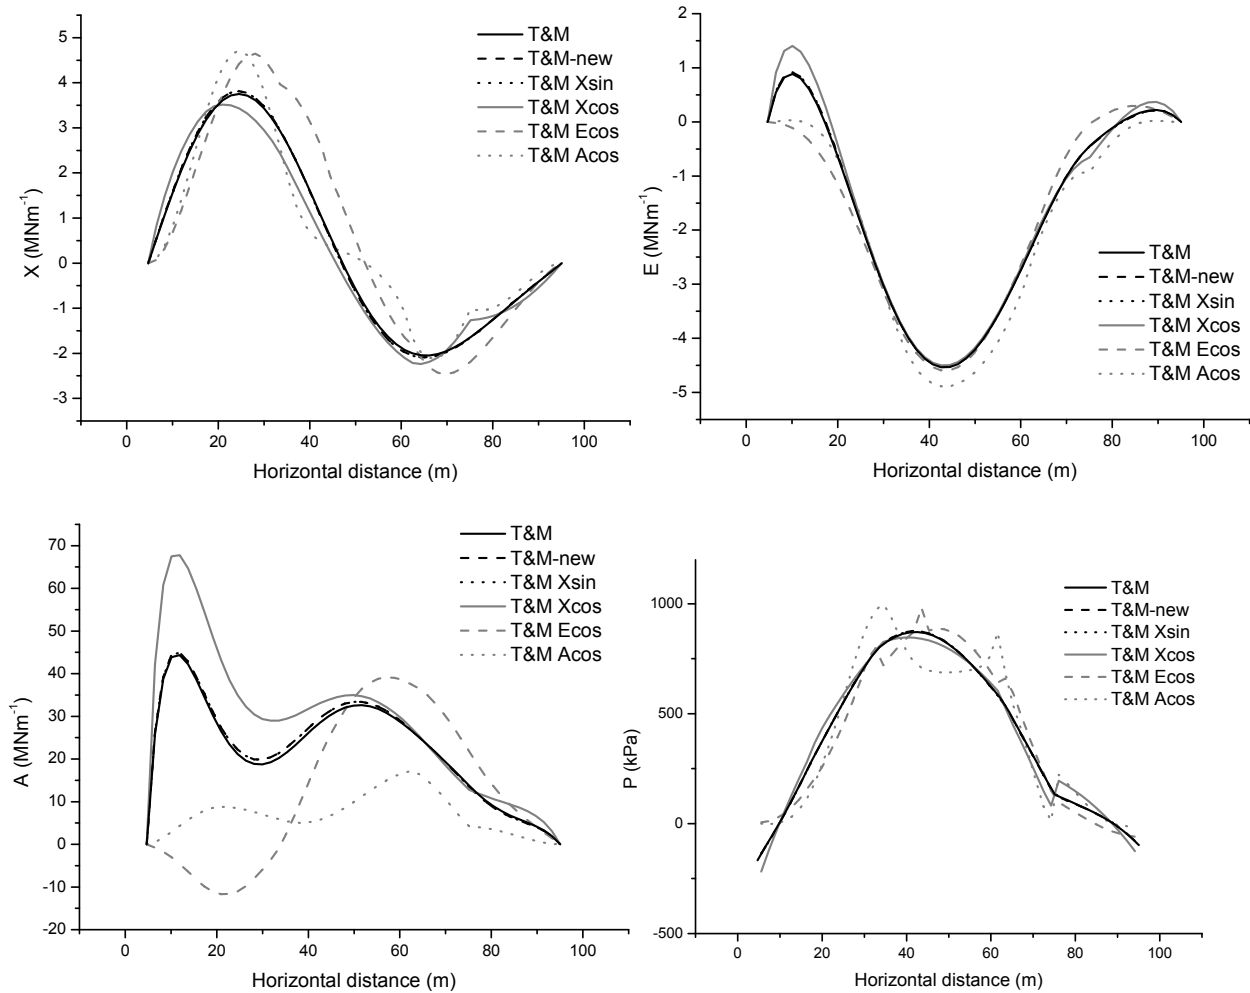 5
4
3
2
1
0
-1
-2
-3
X (MNm⁻¹)
T&M
T&M-new
T&M Xsin
T&M Xcos
T&M Ecos
T&M Acos
0 20 40 60 80 100
Horizontal distance (m)
2
1
0
-1
-2
-3
-4
-5
E (MNm⁻¹)
T&M
T&M-new
T&M Xsin
T&M Xcos
T&M Ecos
T&M Acos
0 20 40 60 80 100
Horizontal distance (m)
70
60
50
40
30
20
10
0
-10
-20
A (MNm⁻¹)
T&M
T&M-new
T&M Xsin
T&M Xcos
T&M Ecos
T&M Acos
0 20 40 60 80 100
Horizontal distance (m)
1000
500
0
-500
P (kPa)
T&M
T&M-new
T&M Xsin
T&M Xcos
T&M Ecos
T&M Acos
0 20 40 60 80 100
Horizontal distance (m)